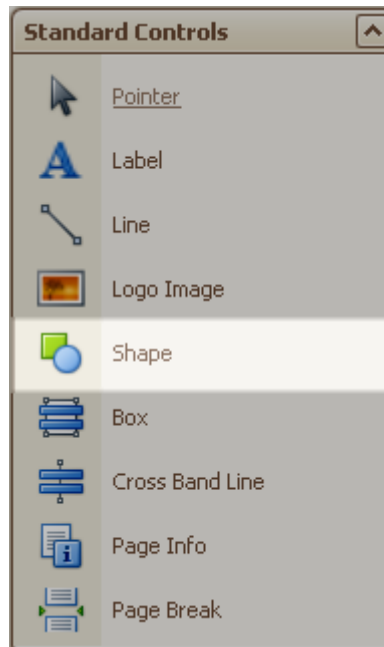 Standard Controls
Pointer
Label
Line
Logo Image
Shape
Box
Cross Band Line
Page Info
Page Break